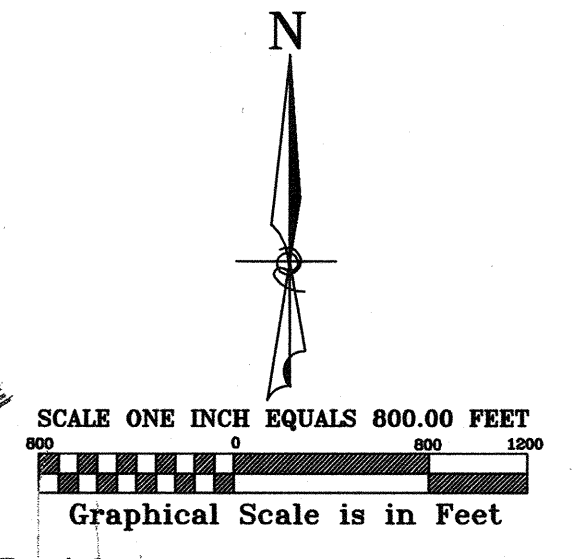 N
SCALE ONE INCH EQUALS 800.00 FEET
800 0 800 1200
Graphical Scale is in Feet